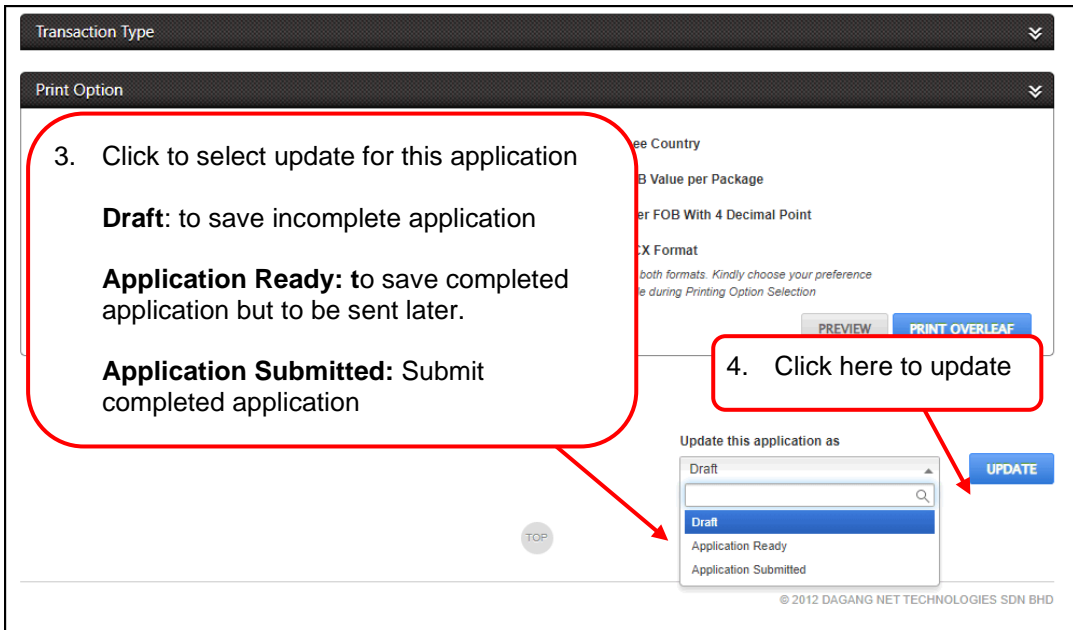 Transaction Type
Print Option
3. Click to select update for this application
Draft: to save incomplete application
Application Ready: to save completed
application but to be sent later.
Application Submitted: Submit
completed application
Country
Value per Package
FOB With 4 Decimal Point
Format
both formats. Kindly choose your preference
during Printing Option Selection
PREVIEW
PRINT OVERLEAF
4. Click here to update
Update this application as
Draft
UPDATE
Draft
Application Ready
Application Submitted
TOP
© 2012 DAGANG NET TECHNOLOGIES SDN BHD